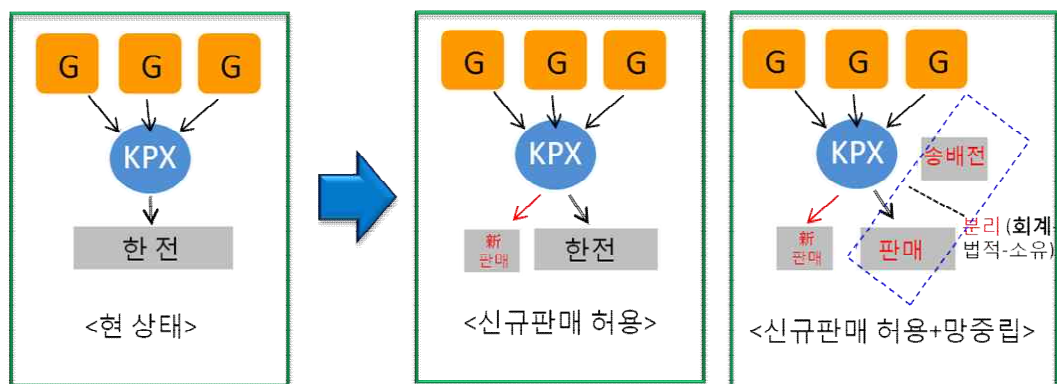 G G G
KPX
한 전
<현 상태>
G G G
KPX
新
판매
한전
<신규판매 허용>
G G G
KPX
송배전
新
판매
판매
분리 (회계-
법적-소유)
<신규판매 허용+망중립>